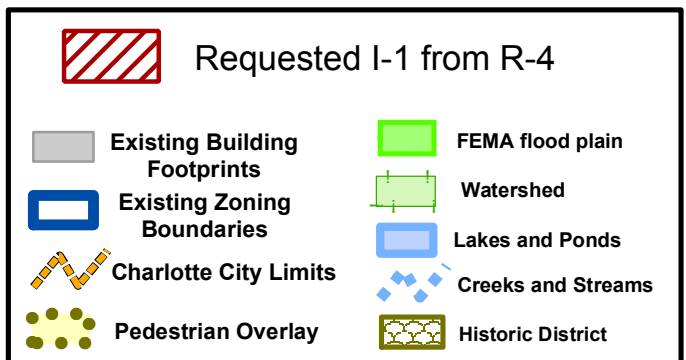 Requested I-1 from R-4
Existing Building
Footprints
Existing Zoning
Boundaries
Charlotte City Limits
Pedestrian Overlay
FEMA flood plain
Watershed
Lakes and Ponds
Creeks and Streams
Historic District